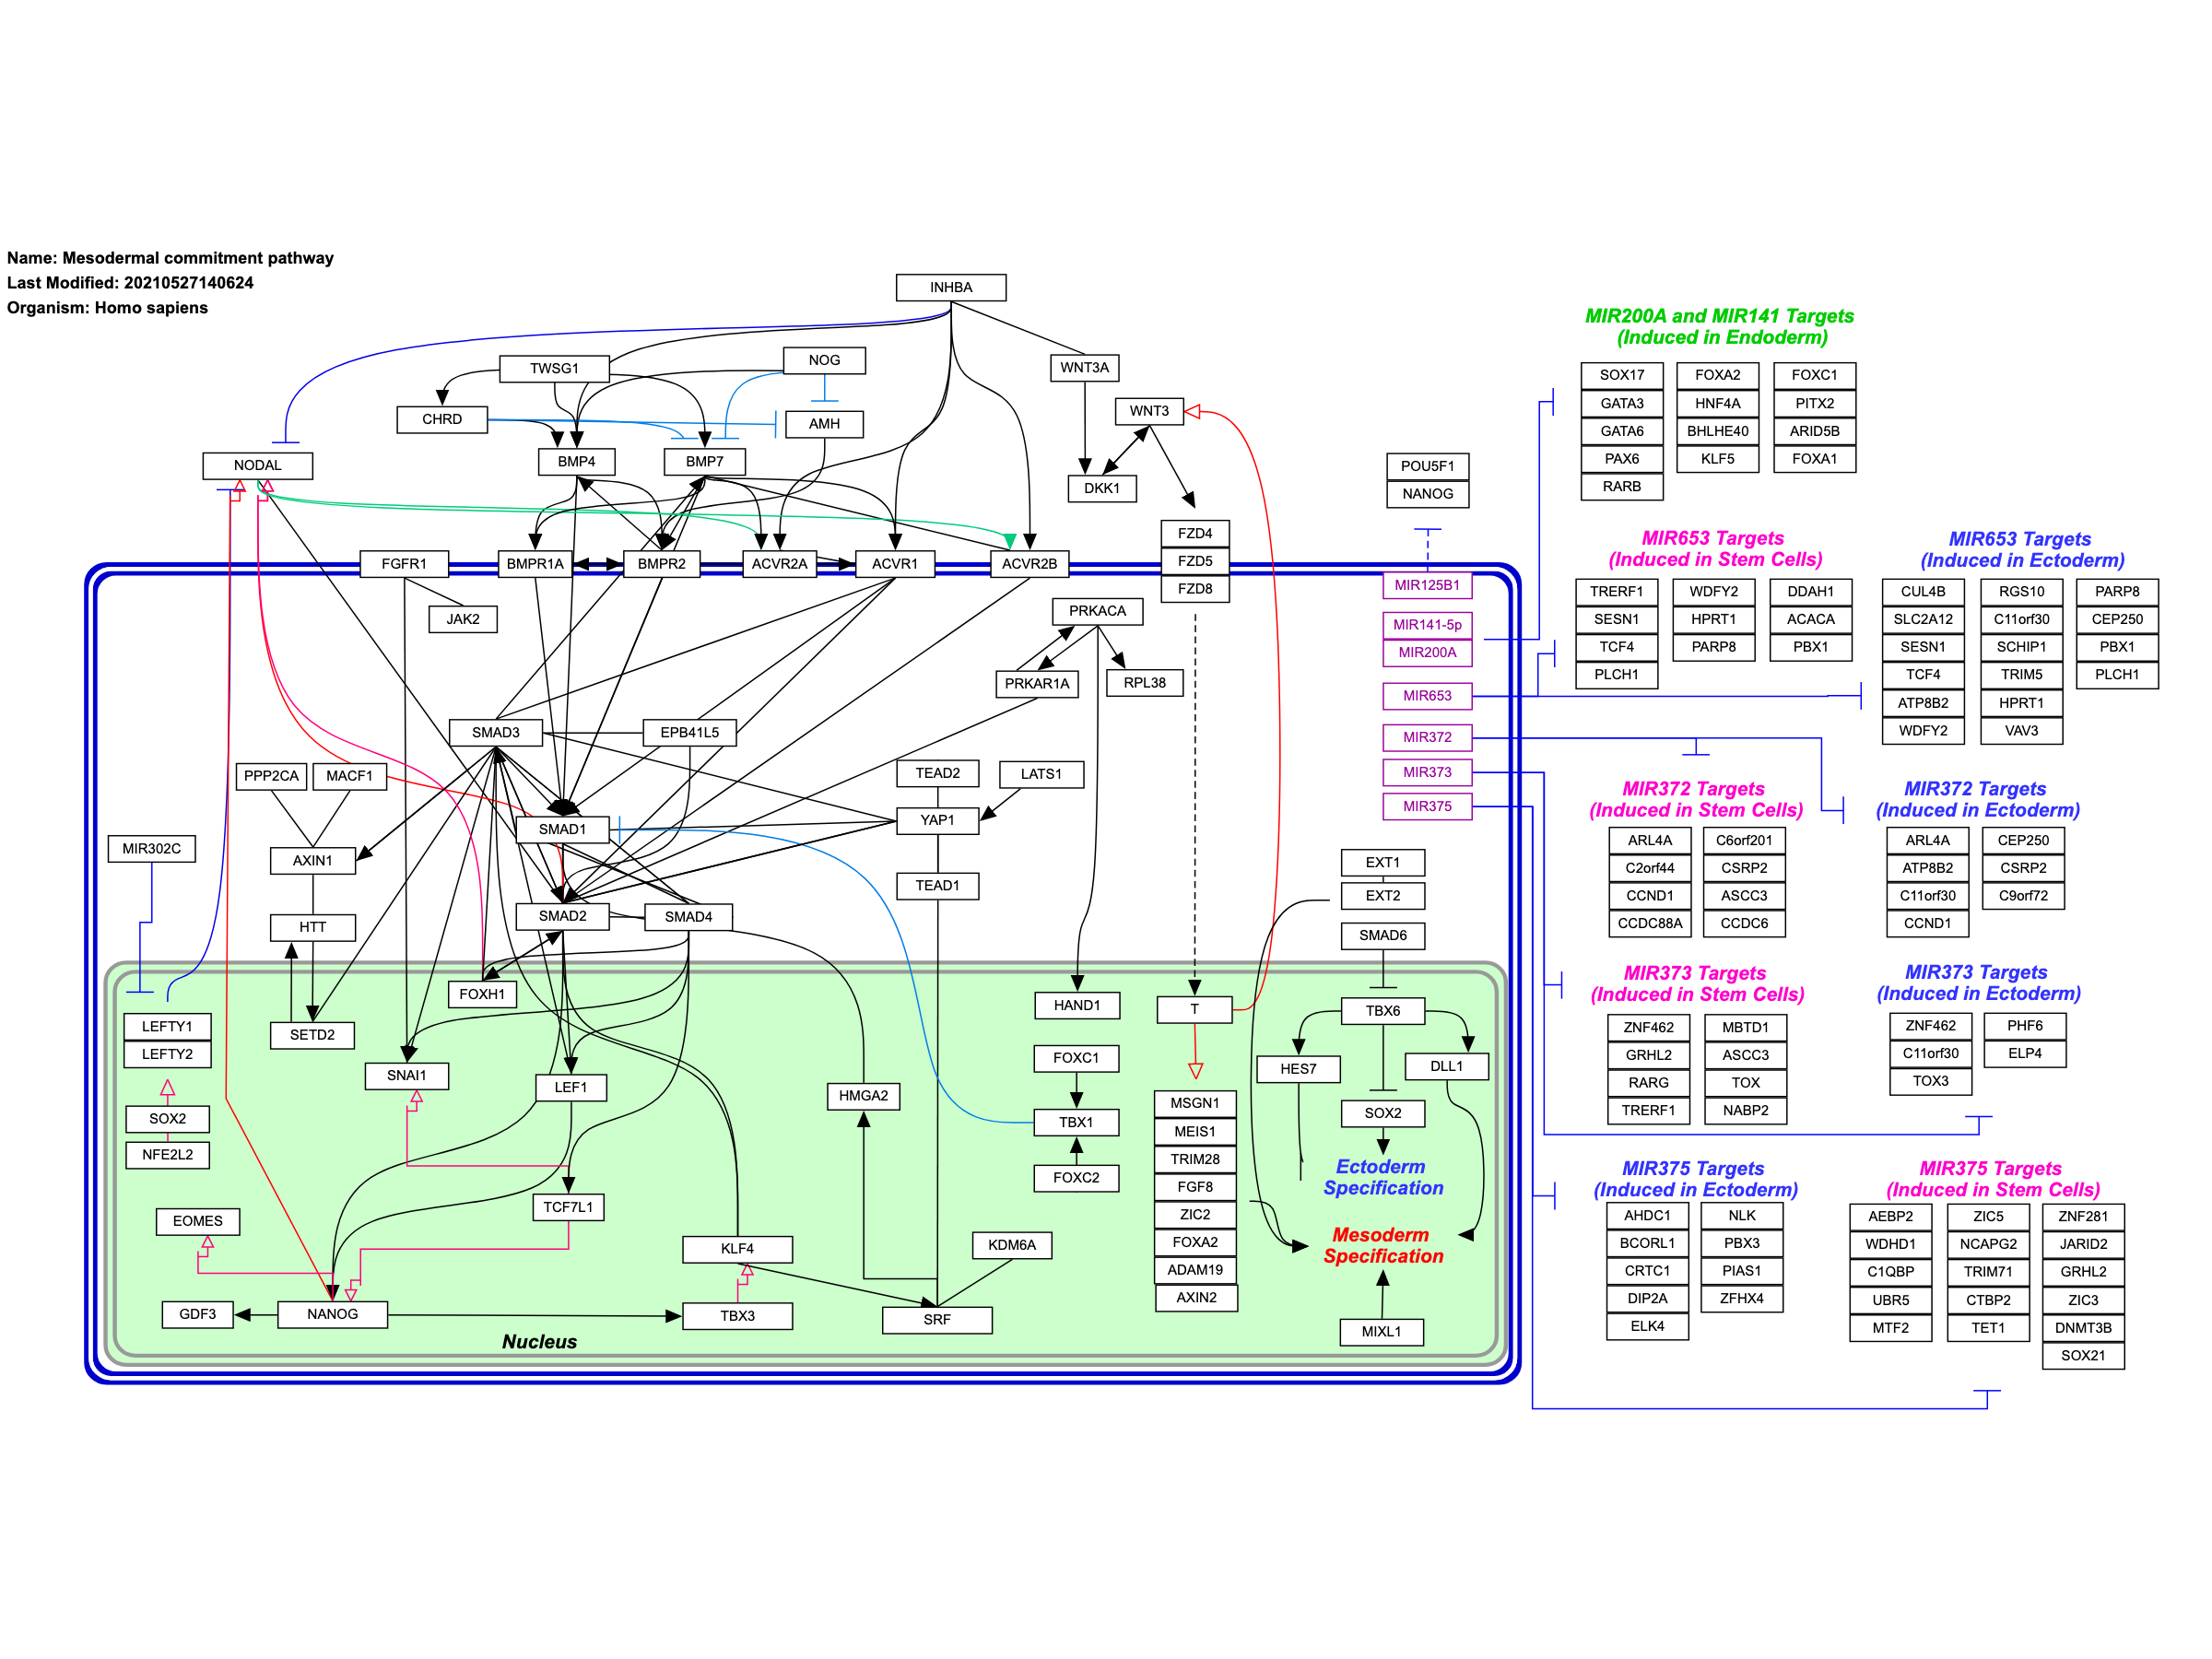 Name: Mesodermal commitment pathway
Last Modified: 20210527140624
Organism: Homo sapiens
INHBA
TWSG1
NOG
WNT3A
CHRD
AMH
WNT3
NODAL
BMP4
BMP7
DKK1
FGFR1
BMPR1A
BMPR2
ACVR2A
ACVR1
ACVR2B
FZD4
FZD5
FZD8
JAK2
PRKACA
PRKAR1A
RPL38
SMAD3
EPB41L5
PPP2CA
MACF1
TEAD2
LATS1
SMAD1
YAP1
MIR302C
AXIN1
TEAD1
HTT
SMAD2
SMAD4
EXT1
EXT2
SMAD6
FOXH1
HAND1
T
TBX6
LEFTY1
LEFTY2
SETD2
SNAI1
LEF1
HMGA2
FOXC1
TBX1
FOXC2
HES7
DLL1
SOX2
SOX2
NFE2L2
MSGN1
MEIS1
TRIM28
FGF8
ZIC2
FOXA2
ADAM19
AXIN2
Ectoderm
Specification
Mesoderm
Specification
EOMES
TCF7L1
KLF4
KDM6A
GDF3
NANOG
TBX3
SRF
MIXL1
Nucleus
POU5F1
NANOG
MIR125B1
MIR141-5p
MIR200A
MIR653
MIR372
MIR373
MIR375
MIR200A and MIR141 Targets
(Induced in Endoderm)
SOX17
GATA3
GATA6
PAX6
RARB
FOXA2
HNF4A
BHLHE40
KLF5
FOXC1
PITX2
ARID5B
FOXA1
MIR653 Targets
(Induced in Stem Cells)
TRERF1
SESN1
TCF4
PLCH1
WDFY2
HPRT1
PARP8
DDAH1
ACACA
PBX1
MIR653 Targets
(Induced in Ectoderm)
CUL4B
SLC2A12
SESN1
TCF4
ATP8B2
WDFY2
RGS10
C11orf30
SCHIP1
TRIM5
HPRT1
VAV3
PARP8
CEP250
PBX1
PLCH1
MIR372 Targets
(Induced in Stem Cells)
ARL4A
C2orf44
CCND1
CCDC88A
C6orf201
CSRP2
ASCC3
CCDC6
MIR372 Targets
(Induced in Ectoderm)
ARL4A
ATP8B2
C11orf30
CCND1
CEP250
CSRP2
C9orf72
MIR373 Targets
(Induced in Stem Cells)
ZNF462
GRHL2
RARG
TRERF1
MBTD1
ASCC3
TOX
NABP2
MIR373 Targets
(Induced in Ectoderm)
ZNF462
C11orf30
TOX3
PHF6
ELP4
MIR375 Targets
(Induced in Ectoderm)
AHDC1
BCORL1
CRTC1
DIP2A
ELK4
NLK
PBX3
PIAS1
ZFHX4
MIR375 Targets
(Induced in Stem Cells)
AEBP2
WDHD1
C1QBP
UBR5
MTF2
ZIC5
NCAPG2
TRIM71
CTBP2
TET1
ZNF281
JARID2
GRHL2
ZIC3
DNMT3B
SOX21